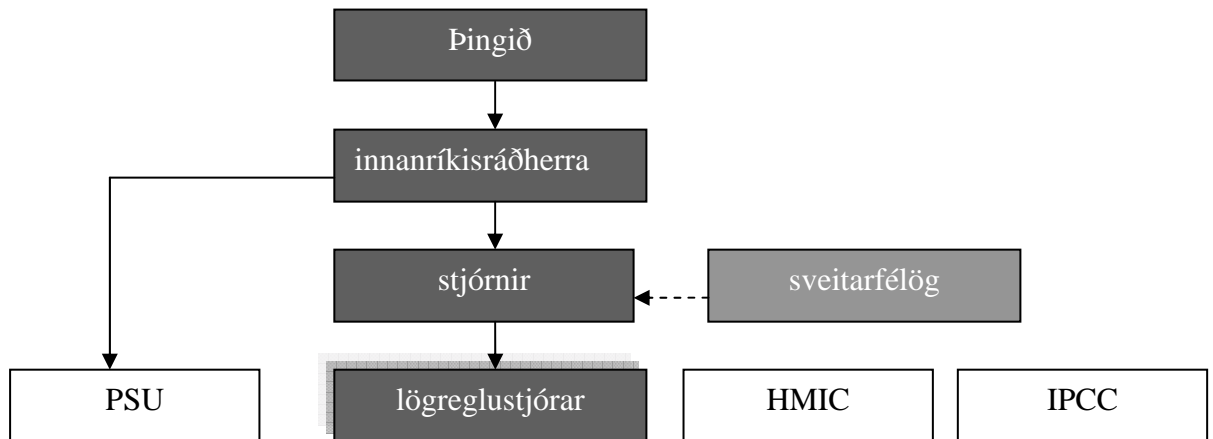 Þingið
innanríkisráðherra
stjórnir
sveitarfélög
PSU
lögreglustjórar
HMIC
IPCC